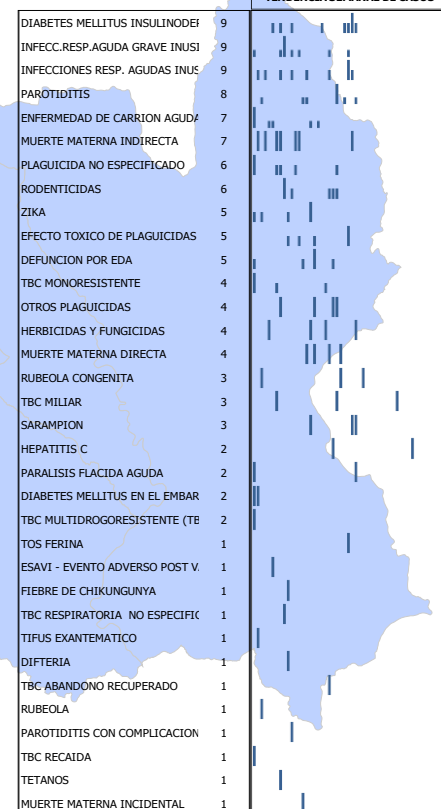 DIABETES MELLITUS INSULINODEF 9
INFECC.RESP.AGUDA GRAVE INUSI 9
INFECCIONES RESP. AGUDAS INUS 9
PAROTIDITIS 8
ENFERMEDAD DE CARRION AGUDA 7
MUERTE MATERNA INDIRECTA 7
PLAGUICIDA NO ESPECIFICADO 6
RODENTICIDAS 6
ZIKA 5
EFECTO TOXICO DE PLAGUICIDAS 5
DEFUNCION POR EDA 5
TBC MONORESISTENTE 4
OTROS PLAGUICIDAS 4
HERBICIDAS Y FUNGICIDAS 4
MUERTE MATERNA DIRECTA 4
RUBEOLA CONGENITA 3
TBC MILIAR 3
SARAMPION 3
HEPATITIS C 2
PARALISIS FLACIDA AGUDA 2
DIABETES MELLITUS EN EL EMBAR 2
TBC MULTIDROGORESISTENTE (TB 2
TOS FERINA 1
ESAVI - EVENTO ADVERSO POST V. 1
FIEBRE DE CHIKUNGUNYA 1
TBC RESPIRATORIA NO ESPECIFIC 1
TIFUS EXANTEMATICO 1
DIFTERIA 1
TBC ABANDONO RECUPERADO 1
RUBEOLA 1
PAROTIDITIS CON COMPLICACION 1
TBC RECAIDA 1
TETANOS 1
MUERTE MATERNA INCIDENTAL 1